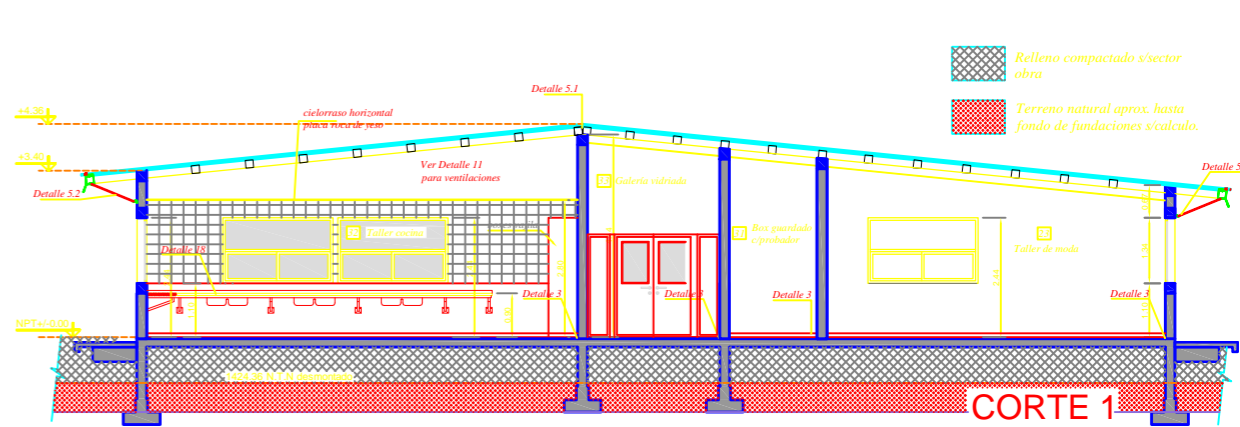 Relleno compactado s/sector
obra
Terreno natural aprox. hasta
fondo de fundaciones s/calculo.
Detalle 5.1
+4.36
cielorraso horizontal
placa roca de yeso
+3.40
Ver Detalle 11
para ventilaciones
Detalle 5
Detalle 5.2
Galería cubierta
Taller cocina
Box guardado
c/probador
Taller de moda
Detalle 18
Detalle 3
Detalle 3
Detalle 3
Detalle 3
NPT+/-0.00
CORTE 1